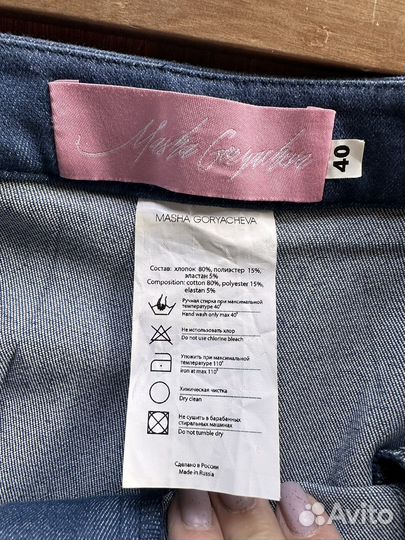 Masha Goryacheva
40
MASHA GORYACHEVA
Состав: хлопок 80%, полиэстер 15%,
эластан 5%
Composition: cotton 80%, polyester 15%,
elastan 5%
Ручная стирка при максимальной
температуре 40˚
Hand wash only max 40˚
Не использовать хлор
Do not use chlorine bleach
Утюжить при максимальной
температуре 110˚
iron at max 110˚
Химическая чистка
Dry clean
Не сушить в барабанных
стиральных машинах
Do not tumble dry
Сделано в России
Made in Russia
Avito